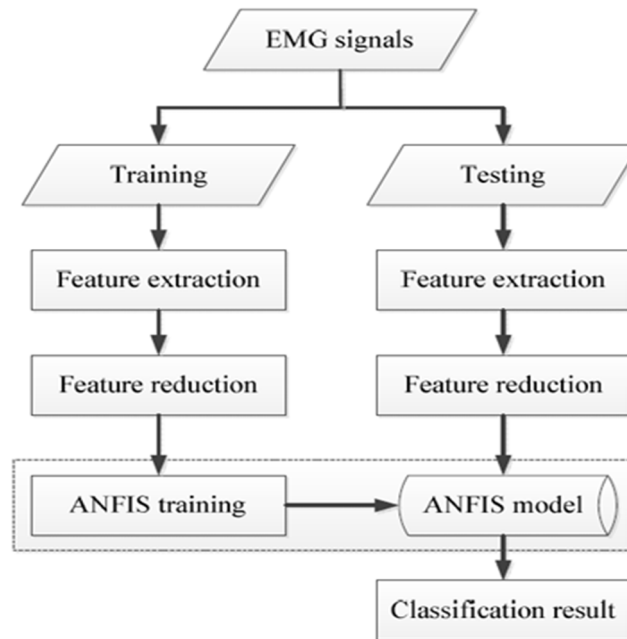 EMG signals
Training
Testing
Feature extraction
Feature extraction
Feature reduction
Feature reduction
ANFIS training
ANFIS model
Classification result